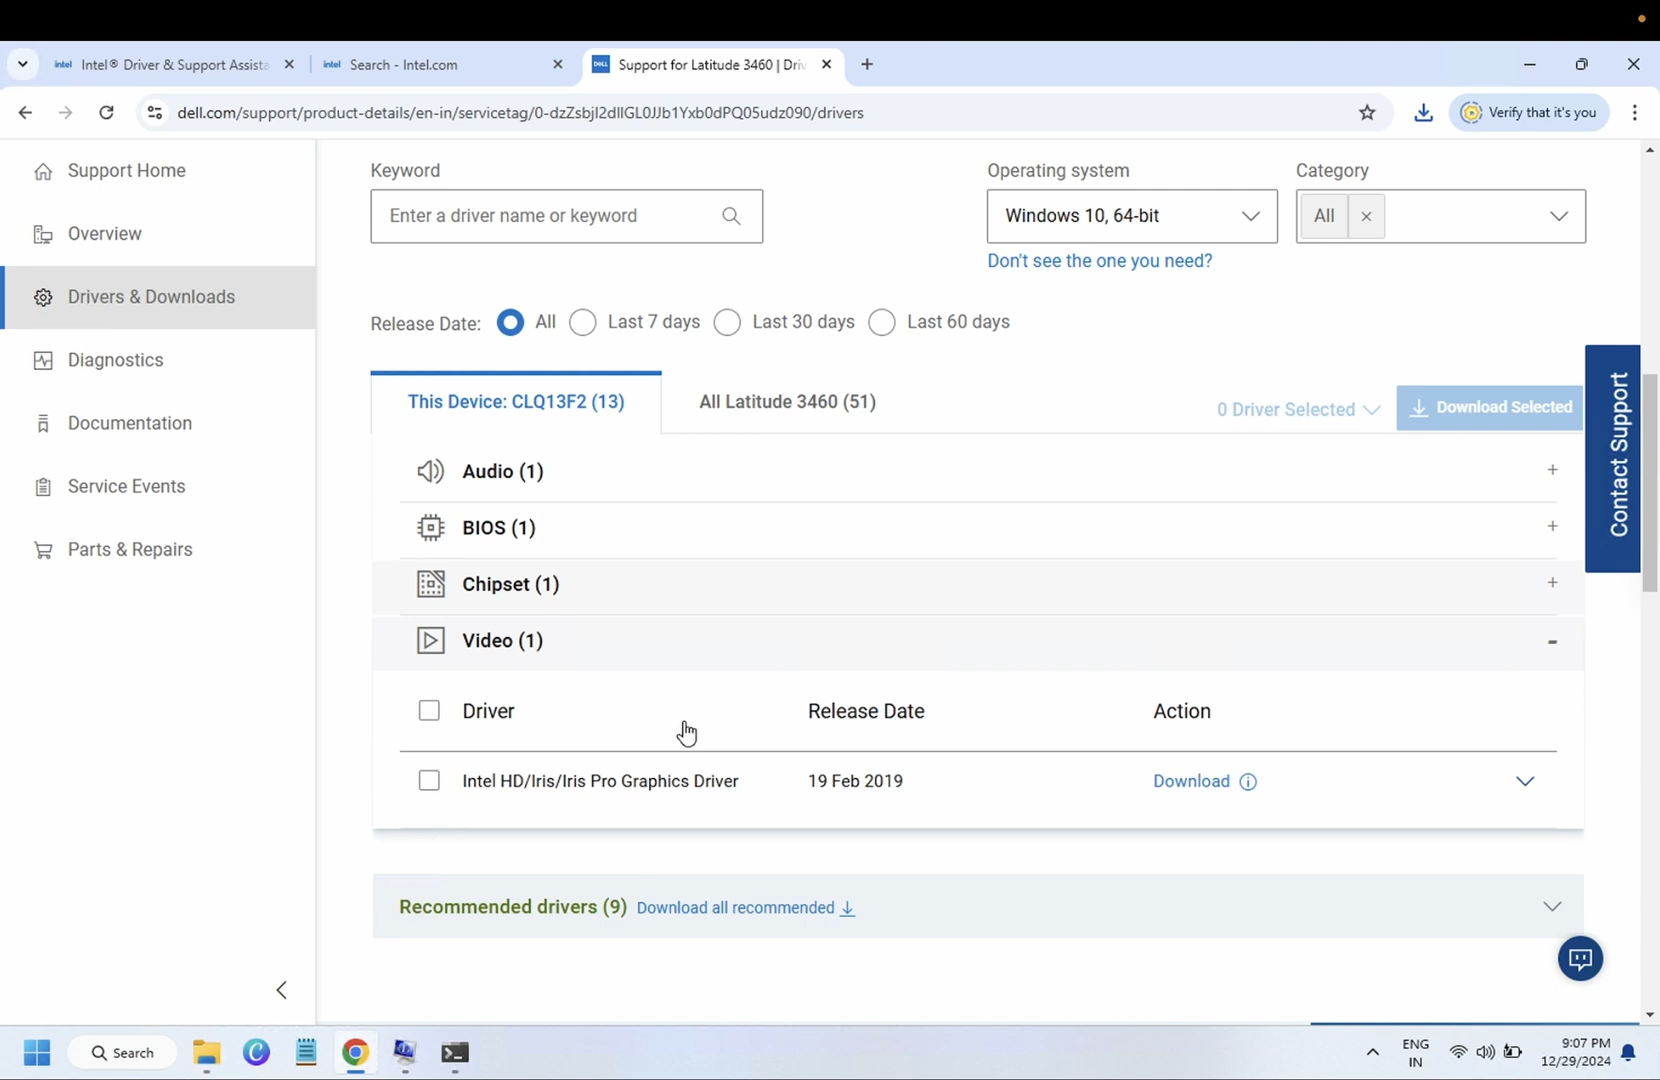 intel Intel® Driver & Support Assista
intel Search - Intel.com
DELL Support for Latitude 3460 | Driv
dell.com/support/product-details/en-in/servicetag/0-dzZsbjI2dllGL0JJb1Yxb0dPQ05udz090/drivers
Verify that it's you
Support Home
Overview
Drivers & Downloads
Diagnostics
Documentation
Service Events
Parts & Repairs
Keyword
Enter a driver name or keyword
Operating system
Windows 10, 64-bit
Don't see the one you need?
Category
All
Release Date: All Last 7 days Last 30 days Last 60 days
This Device: CLQ13F2 (13)
All Latitude 3460 (51)
0 Driver Selected
Download Selected
Contact Support
Audio (1)
BIOS (1)
Chipset (1)
Video (1)
Driver Release Date Action
Intel HD/Iris/Iris Pro Graphics Driver 19 Feb 2019 Download
Recommended drivers (9) Download all recommended
Search
ENG
IN
9:07 PM
12/29/2024